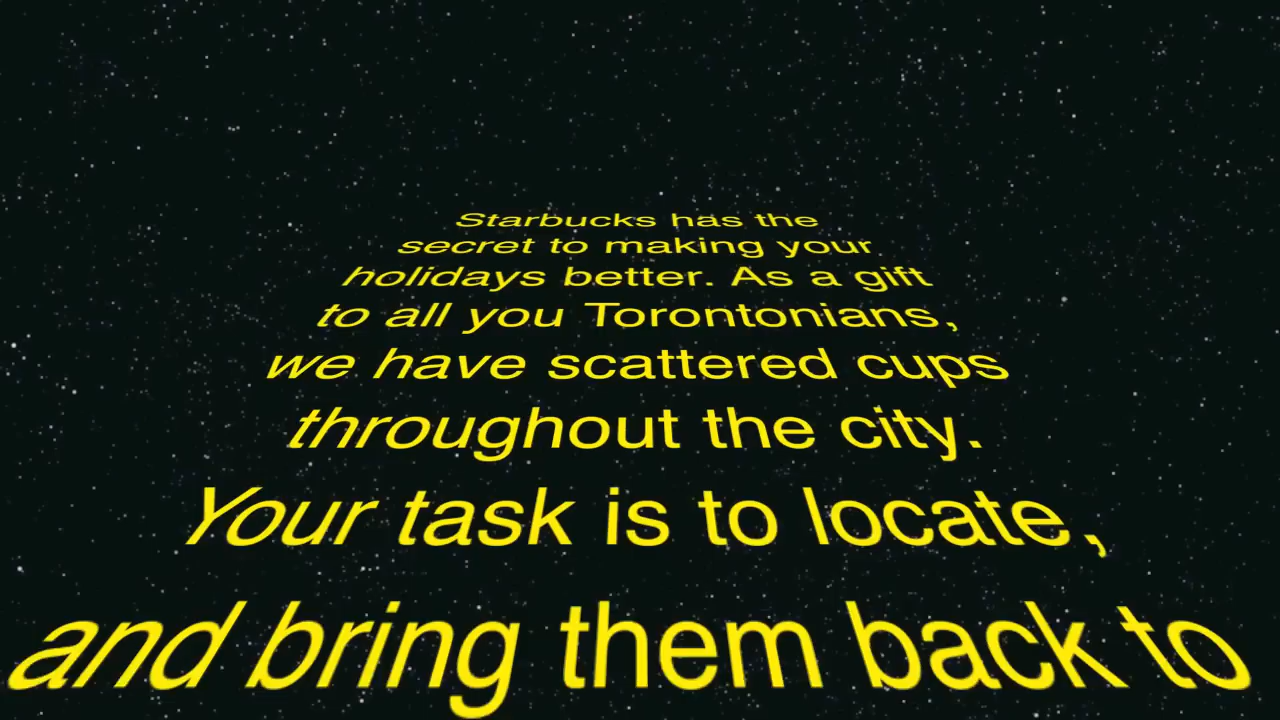 Starbucks has the
secret to making your
holidays better. As a gift
to all you Torontonians,
we have scattered cups
throughout the city.
Your task is to locate,
and bring them back to